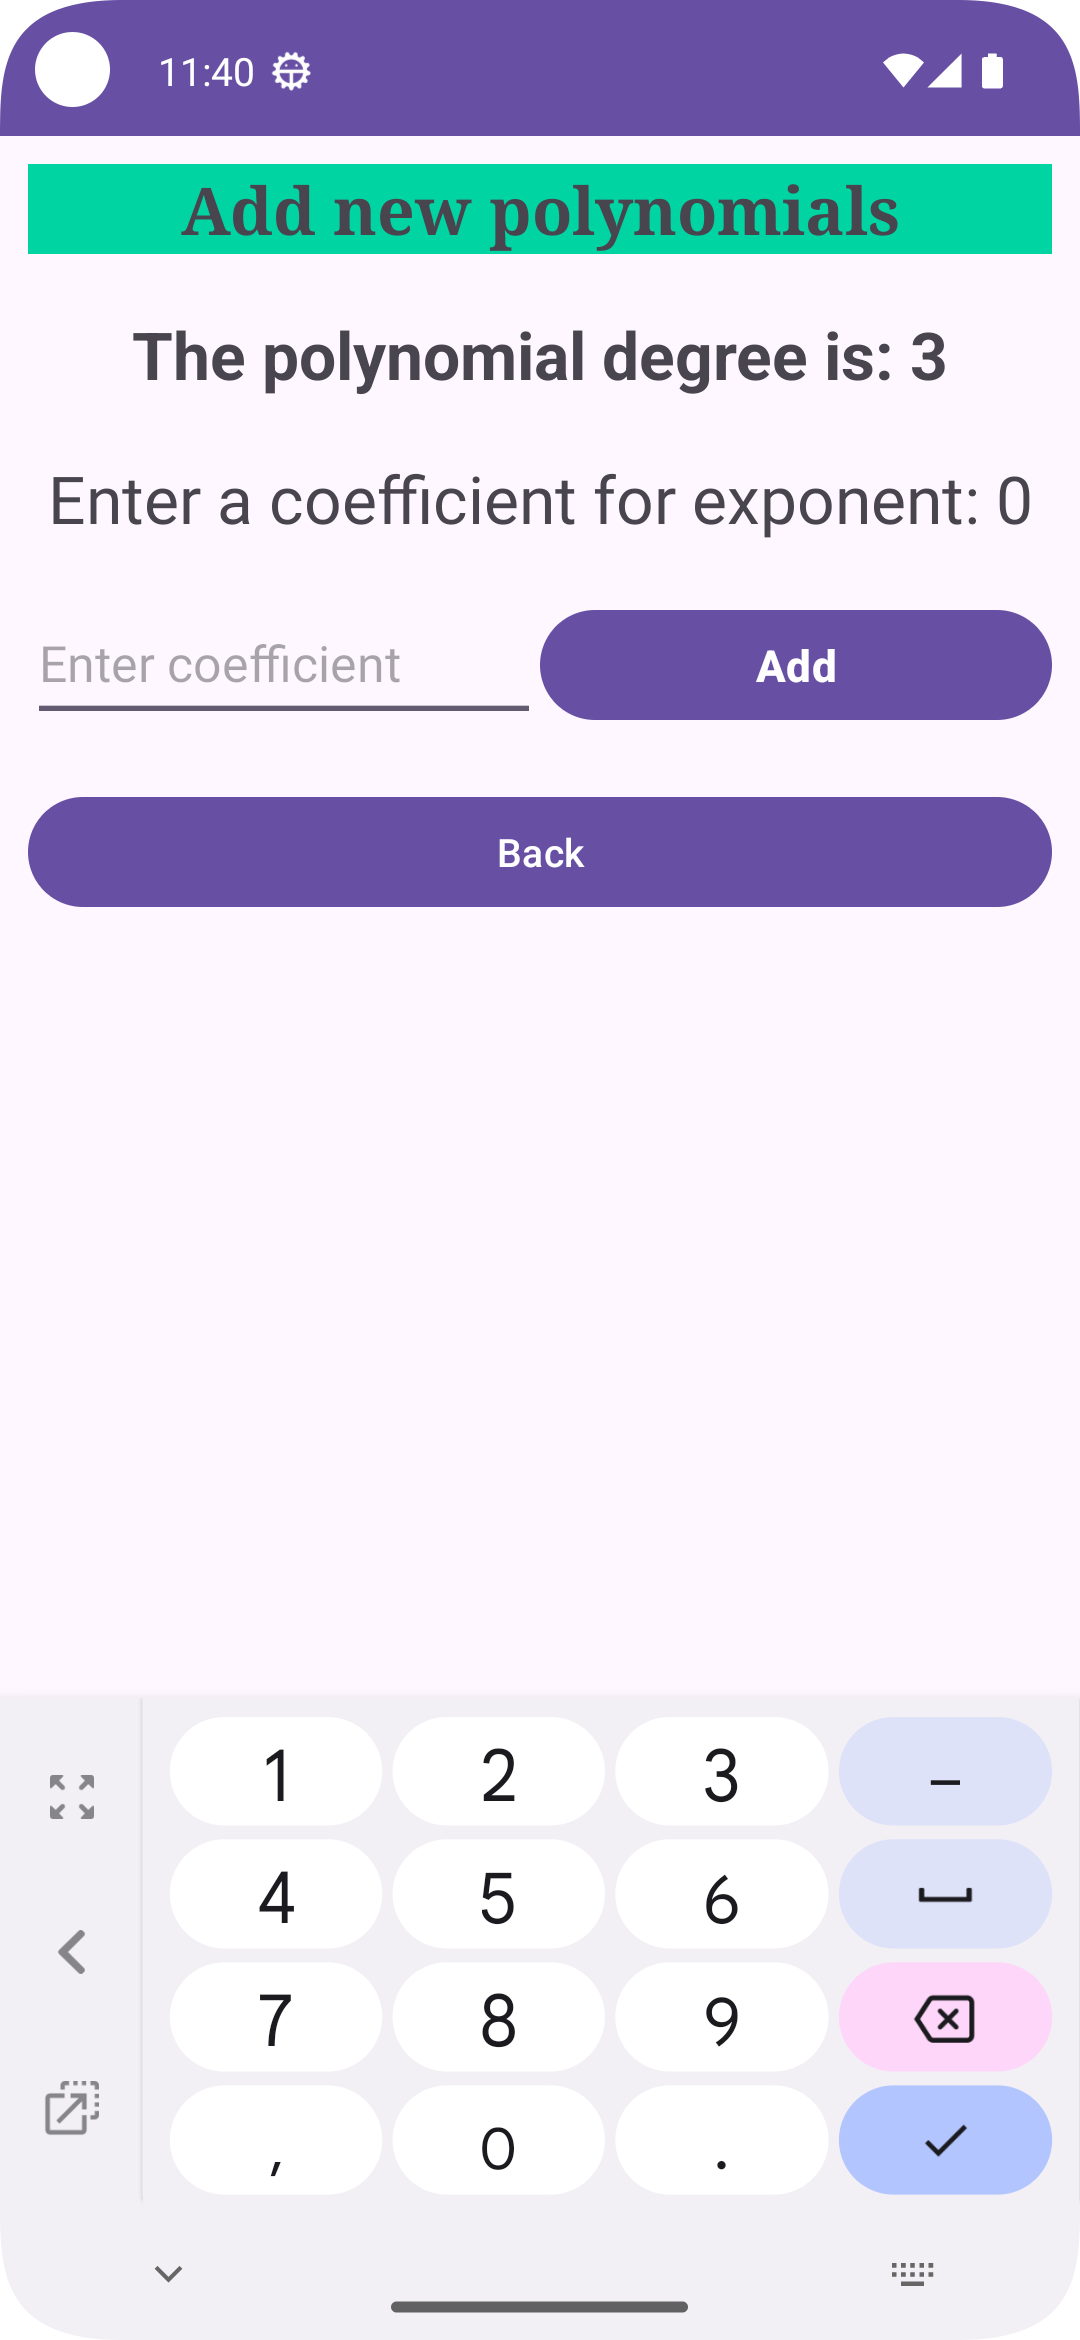 11:40
Add new polynomials
The polynomial degree is: 3
Enter a coefficient for exponent: 0
Enter coefficient
Add
Back
1 2 3 –
4 5 6
7 8 9
, 0 .